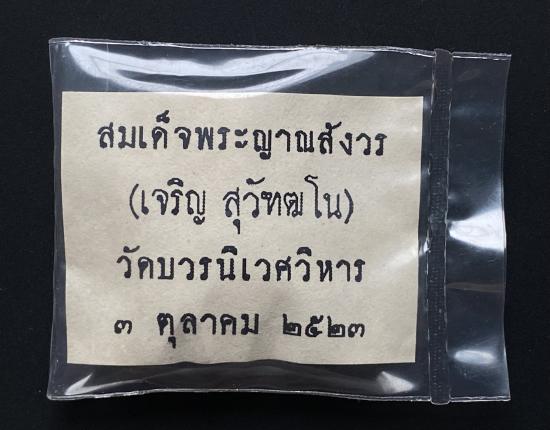 สมเด็จพระญาณสังวร
(เจริญ สุวัฑฒโน)
วัดบวรนิเวศวิหาร
๓ ตุลาคม ๒๕๒๓